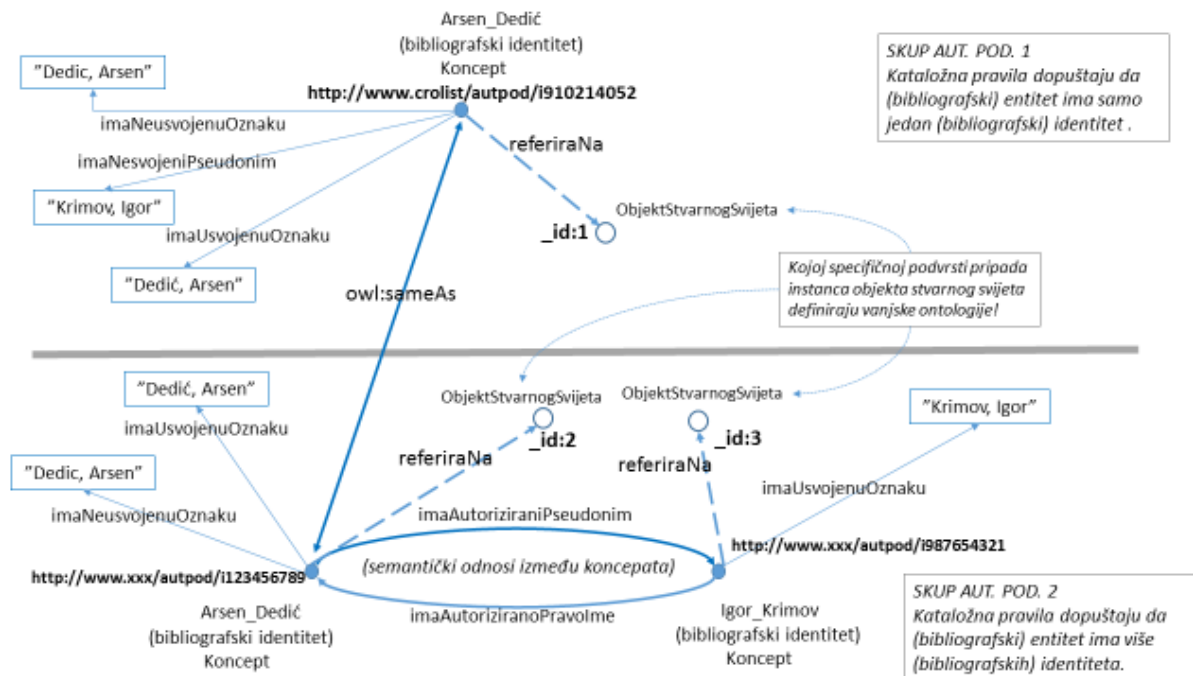 Arsen_Dedić
(bibliografski identitet)
Koncept
http://www.crolist/autpod/i910214052
"Dedic, Arsen"
imaNeusvojenuOznaku
imaNesvojeniPseudonim
"Krimov, Igor"
imaUsvojenuOznaku
"Dedić, Arsen"
referiraNa
ObjektStvarnogSvijeta
_id:1
owl:sameAs
SKUP AUT. POD. 1
Kataložna pravila dopuštaju da
(bibliografski) entitet ima samo
jedan (bibliografski) identitet .
Kojoj specifičnoj podvrsti pripada
instanca objekta stvarnog svijeta
definiraju vanjske ontologije!
"Dedić, Arsen"
imaUsvojenuOznaku
"Dedic, Arsen"
imaNeusvojenuOznaku
ObjektStvarnogSvijeta
_id:2
referiraNa
ObjektStvarnogSvijeta
_id:3
referiraNa
"Krimov, Igor"
imaUsvojenuOznaku
imaAutoriziraniPseudonim
(semantički odnosi između koncepata)
imaAutoriziranoPravoIme
http://www.xxx/autpod/i123456789
Arsen_Dedić
(bibliografski identitet)
Koncept
http://www.xxx/autpod/i987654321
Igor_Krimov
(bibliografski identitet)
Koncept
SKUP AUT. POD. 2
Kataložna pravila dopuštaju da
(bibliografski) entitet ima više
(bibliografskih) identiteta.